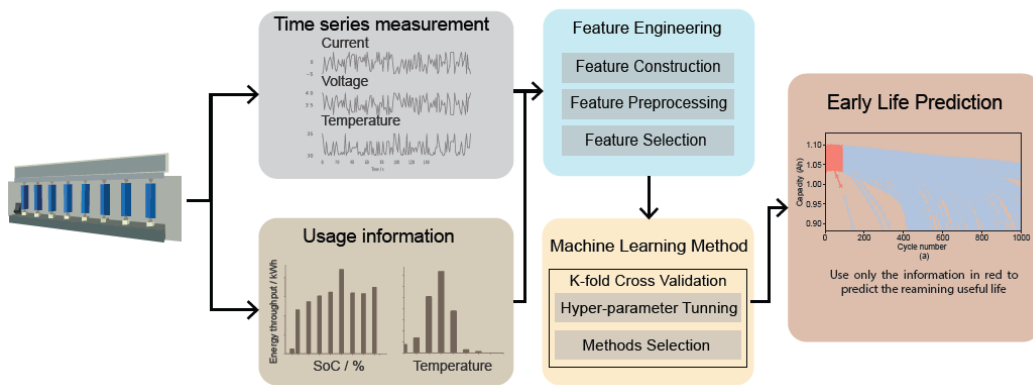 Time series measurement
Current
Voltage
Temperature
Usage information
Energy throughput / kWh
SoC / %
Temperature
Feature Engineering
Feature Construction
Feature Preprocessing
Feature Selection
Machine Learning Method
K-fold Cross Validation
Hyper-parameter Tunning
Methods Selection
Early Life Prediction
Capacity (Ah)
1.10
1.05
1.00
0.95
0.90
0 200 400 600 800 1000
Cycle number
(a)
Use only the information in red to
predict the reamining useful life